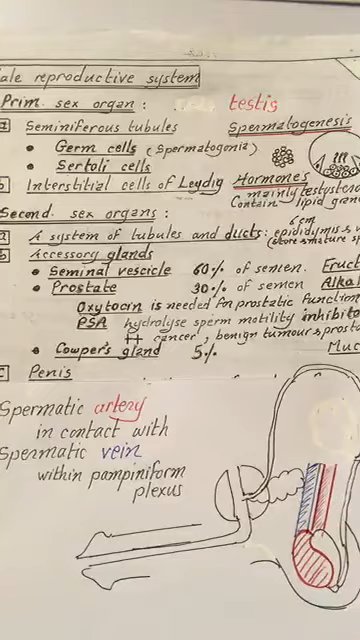 ale reproductive system
Prim. sex organ : testis
a Seminiferous tubules Spermatogenesis
• Germ cells (Spermatogonia)
• Sertoli cells
b Interstitial cells of Leydig Hormones
mainly testystero
Contain lipid gran
Second. sex organs :
6 cm
a A system of tubules and ducts: epididymis & v
(store & mature sp
b Accessory glands
• Seminal vescicle 60% of semen. Fruct
• Prostate 30% of semen Alkal
Oxytocin is needed for prostatic function
PSA hydrolyse sperm motility inhibito
++ cancer, benign tumour & prosta
• Cowper's gland 5% Muc
c Penis
Spermatic artery
in contact with
Spermatic vein
within pampiniform
plexus